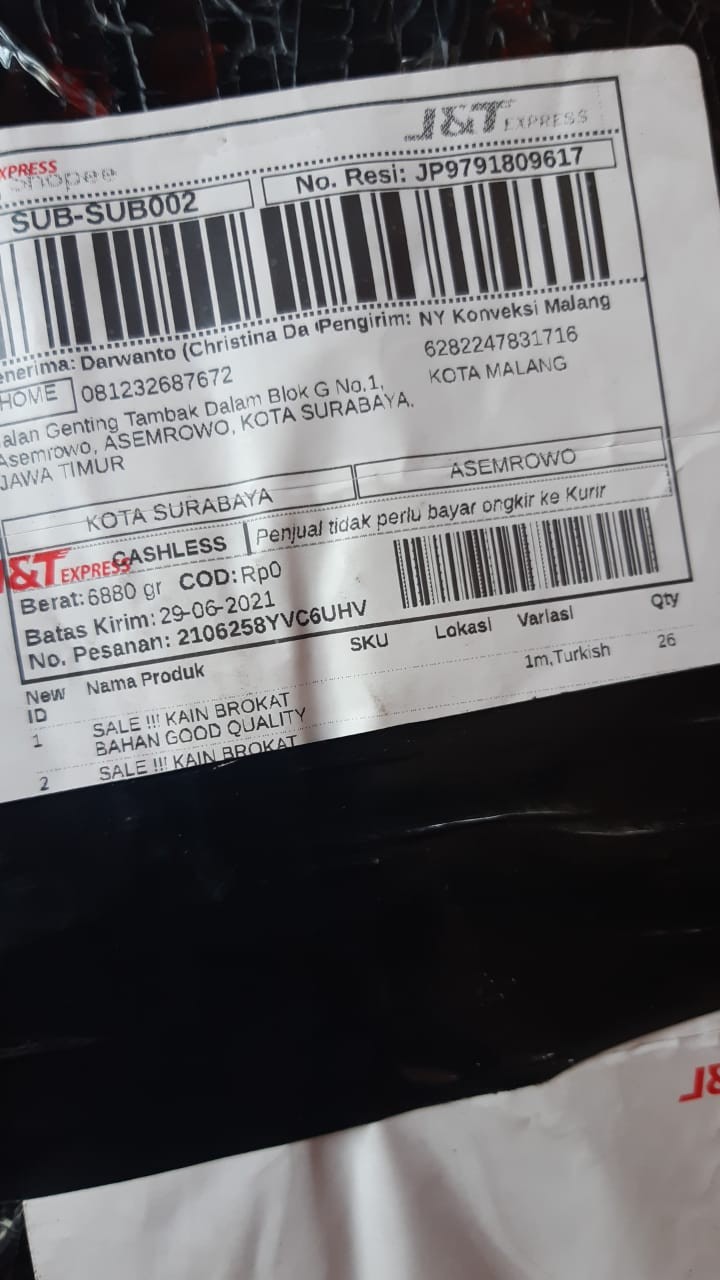 J&T EXPRESS
XPRESS
Shopee
No. Resi: JP9791809617
SUB-SUB002
enerima: Darwanto (Christina Da
Pengirim: NY Konveksi Malang
6282247831716
KOTA MALANG
HOME 081232687672
alan Genting Tambak Dalam Blok G No.1,
Asemrowo, ASEMROWO, KOTA SURABAYA,
JAWA TIMUR
KOTA SURABAYA
ASEMROWO
&T EXPRESS CASHLESS
Penjual tidak perlu bayar ongkir ke Kurir
Berat: 6880 gr COD: Rp0
Batas Kirim: 29-06-2021
No. Pesanan: 2106258YVC6UHV
New ID Nama Produk SKU Lokasi Variasi Qty
1 SALE !!! KAIN BROKAT 1m,Turkish 26
BAHAN GOOD QUALITY
2 SALE !!! KAIN BROKAT